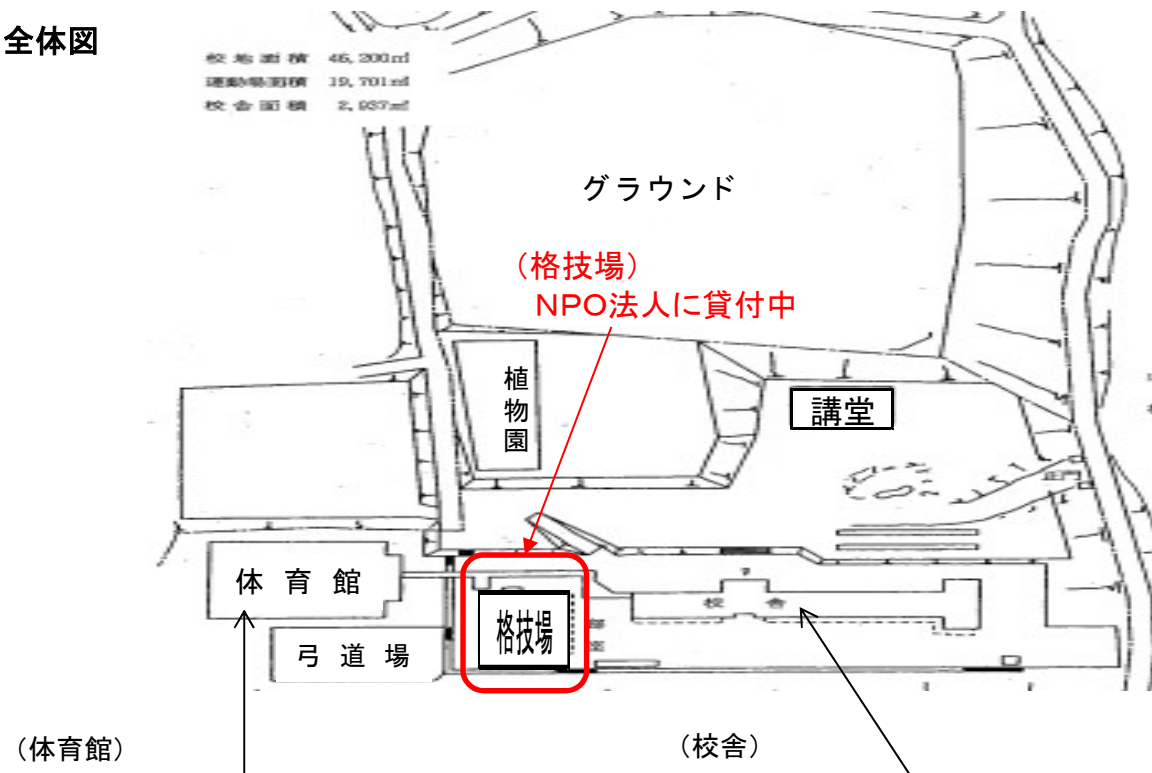 全体図
校地面積 46,200㎡
運動場面積 19,701㎡
校舎面積 2,937㎡
グラウンド
（格技場）
NPO法人に貸付中
植物園
講堂
体育館
校舎
格技場
弓道場
（体育館）
（校舎）